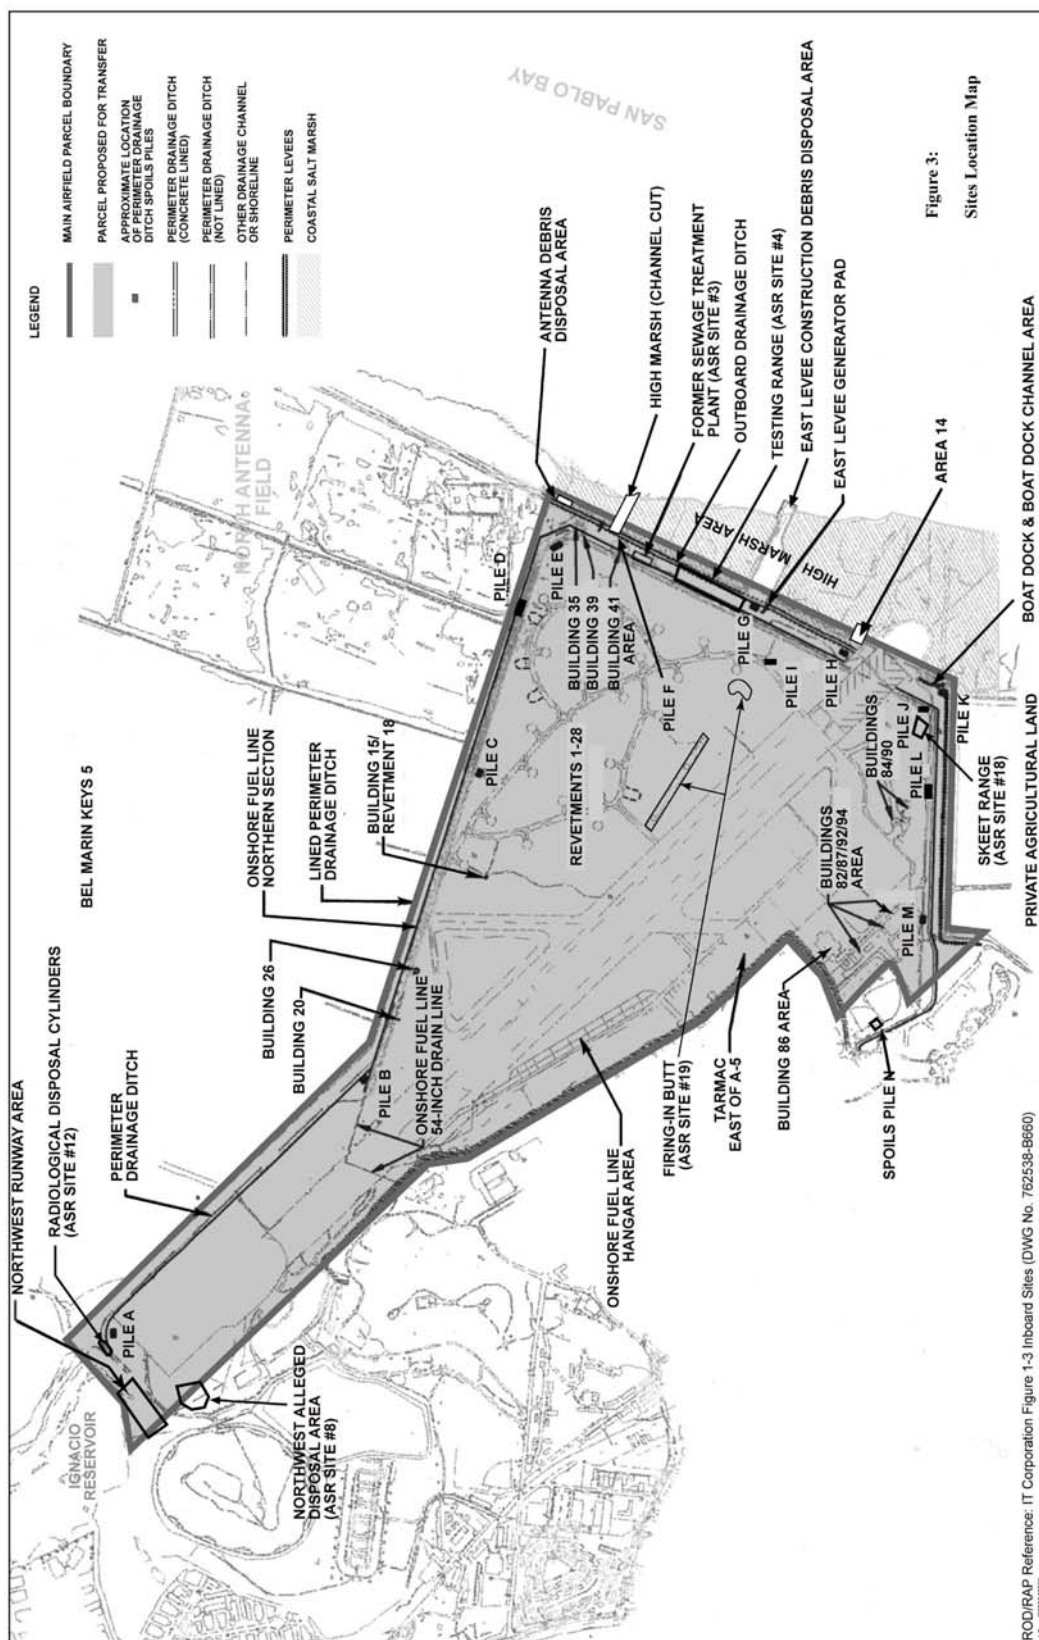 LEGEND
MAIN AIRFIELD PARCEL BOUNDARY
PARCEL PROPOSED FOR TRANSFER
APPROXIMATE LOCATION
OF PERIMETER DRAINAGE
DITCH SPOILS PILES
PERIMETER DRAINAGE DITCH
(CONCRETE LINED)
PERIMETER DRAINAGE DITCH
(NOT LINED)
OTHER DRAINAGE CHANNEL
OR SHORELINE
PERIMETER LEVEES
COASTAL SALT MARSH
SAN PABLO BAY
NORTH ANTENNA
FIELD
BEL MARIN KEYS 5
NORTHWEST RUNWAY AREA
RADIOLOGICAL DISPOSAL CYLINDERS
(ASR SITE #12)
PERIMETER
DRAINAGE DITCH
BUILDING 26
BUILDING 20
ONSHORE FUEL LINE
NORTHERN SECTION
LINED PERIMETER
DRAINAGE DITCH
BUILDING 15/
REVETMENT 18
ANTENNA DEBRIS
DISPOSAL AREA
HIGH MARSH (CHANNEL CUT)
FORMER SEWAGE TREATMENT
PLANT (ASR SITE #3)
OUTBOARD DRAINAGE DITCH
TESTING RANGE (ASR SITE #4)
EAST LEVEE CONSTRUCTION DEBRIS DISPOSAL AREA
EAST LEVEE GENERATOR PAD
AREA 14
BOAT DOCK & BOAT DOCK CHANNEL AREA
HIGH MARSH AREA
IGNACIO
RESERVOIR
PILE A
PILE B
PILE C
PILE D
PILE E
BUILDING 35
BUILDING 39
BUILDING 41
AREA
PILE F
PILE G
PILE I
PILE H
REVETMENTS 1-28
ONSHORE FUEL LINE
54-INCH DRAIN LINE
NORTHWEST ALLEGED
DISPOSAL AREA
(ASR SITE #8)
ONSHORE FUEL LINE
HANGAR AREA
FIRING-IN BUTT
(ASR SITE #19)
TARMAC
EAST OF A-5
BUILDING 86 AREA
BUILDINGS
82/87/92/94
AREA
BUILDINGS
84/90
PILE J
PILE K
PILE L
PILE M
SPOILS PILE N
SKEET RANGE
(ASR SITE #18)
PRIVATE AGRICULTURAL LAND
Figure 3:
Sites Location Map
ROD/RAP Reference: IT Corporation Figure 1-3 Inboard Sites (DWG No. 762538-B660)